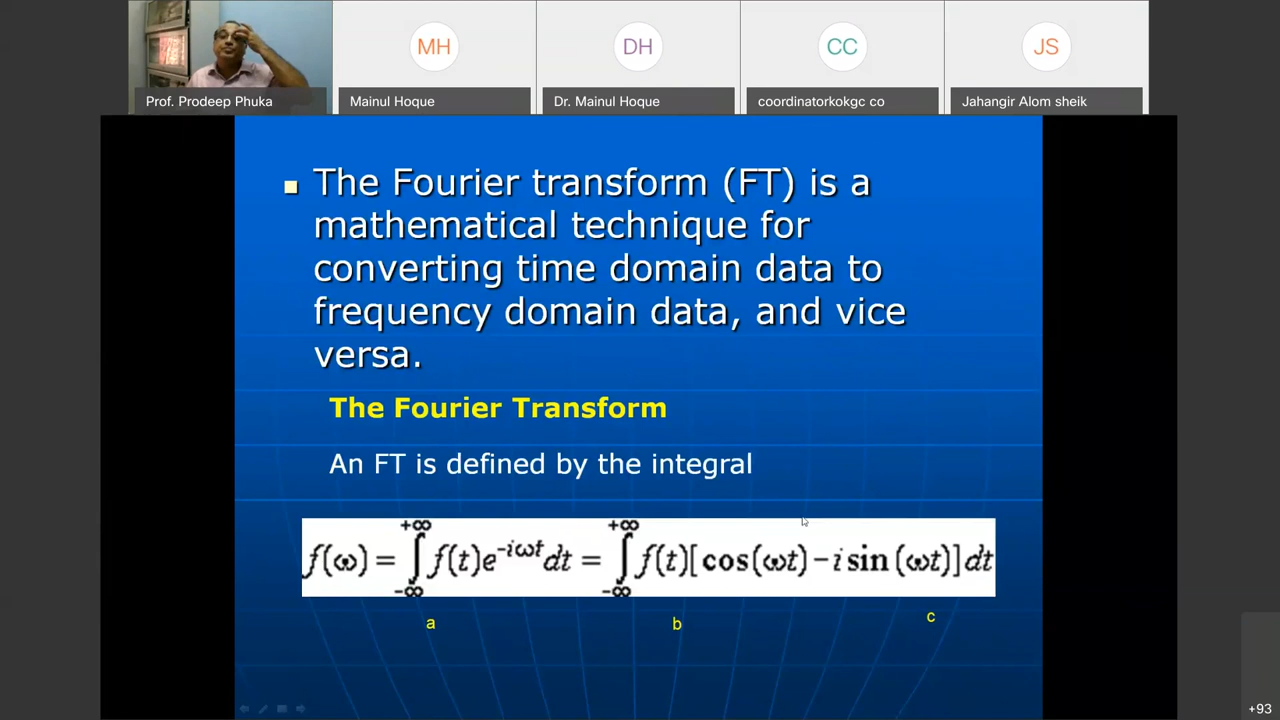 MH
DH
CC
JS
Prof. Prodeep Phuka
Mainul Hoque
Dr. Mainul Hoque
coordinatorkokgc co
Jahangir Alom sheik
The Fourier transform (FT) is a
mathematical technique for
converting time domain data to
frequency domain data, and vice
versa.
The Fourier Transform
An FT is defined by the integral
f(ω) = ∫_{-∞}^{+∞} f(t)e^{-iωt}dt = ∫_{-∞}^{+∞} f(t)[cos(ωt) – i sin (ωt)]dt
a b c
+93